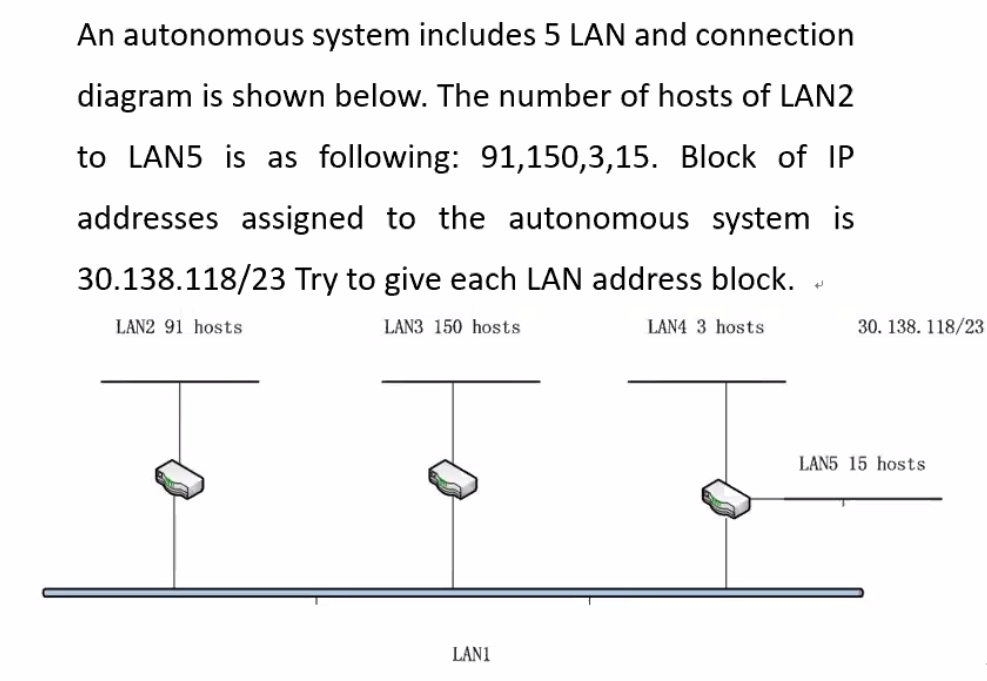 An autonomous system includes 5 LAN and connection
diagram is shown below. The number of hosts of LAN2
to LAN5 is as following: 91,150,3,15. Block of IP
addresses assigned to the autonomous system is
30.138.118/23 Try to give each LAN address block.
LAN2 91 hosts LAN3 150 hosts LAN4 3 hosts 30.138.118/23
LAN5 15 hosts
LAN1